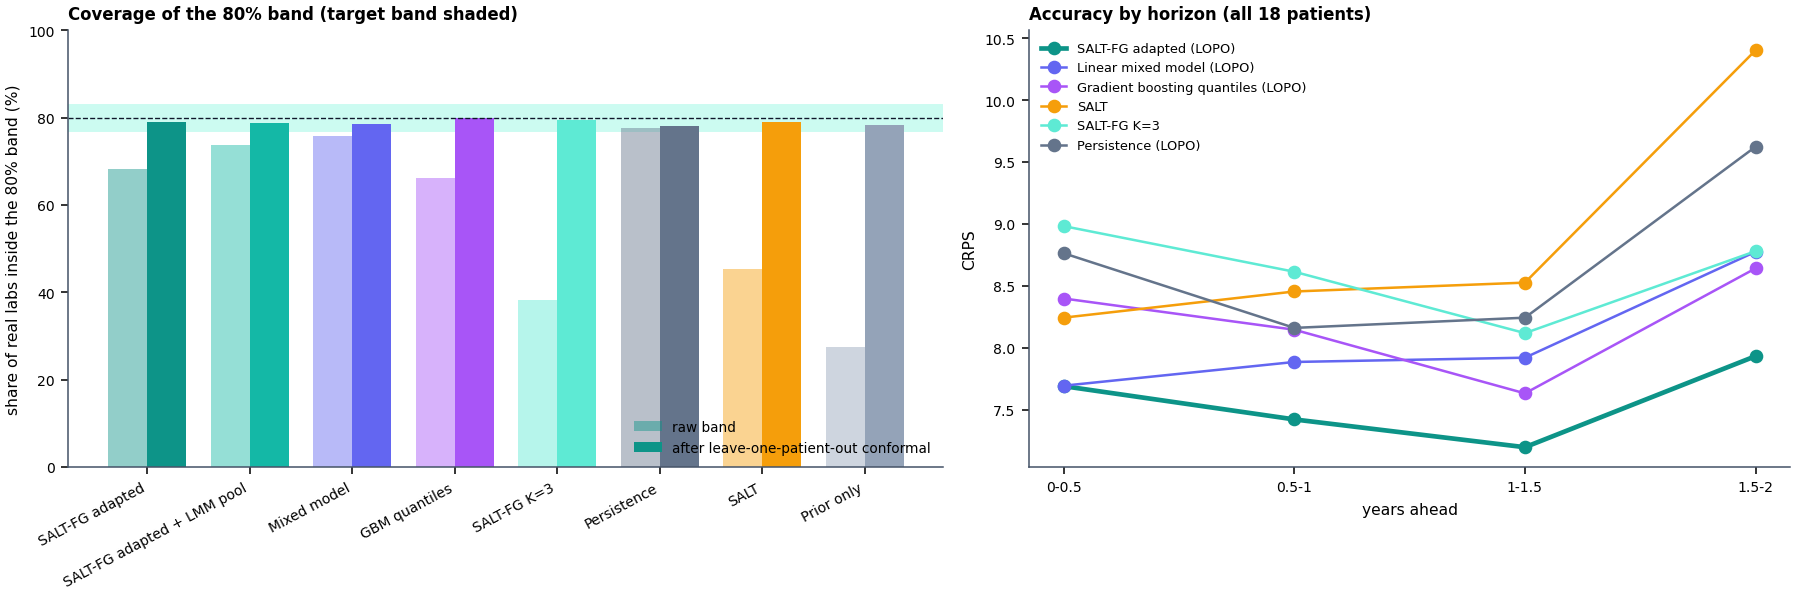 Coverage of the 80% band (target band shaded)
share of real labs inside the 80% band (%)
100
80
60
40
20
0
raw band
after leave-one-patient-out conformal
SALT-FG adapted
SALT-FG adapted + LMM pool
Mixed model
GBM quantiles
SALT-FG K=3
Persistence
SALT
Prior only
Accuracy by horizon (all 18 patients)
CRPS
10.5
10.0
9.5
9.0
8.5
8.0
7.5
SALT-FG adapted (LOPO)
Linear mixed model (LOPO)
Gradient boosting quantiles (LOPO)
SALT
SALT-FG K=3
Persistence (LOPO)
0-0.5
0.5-1
1-1.5
1.5-2
years ahead